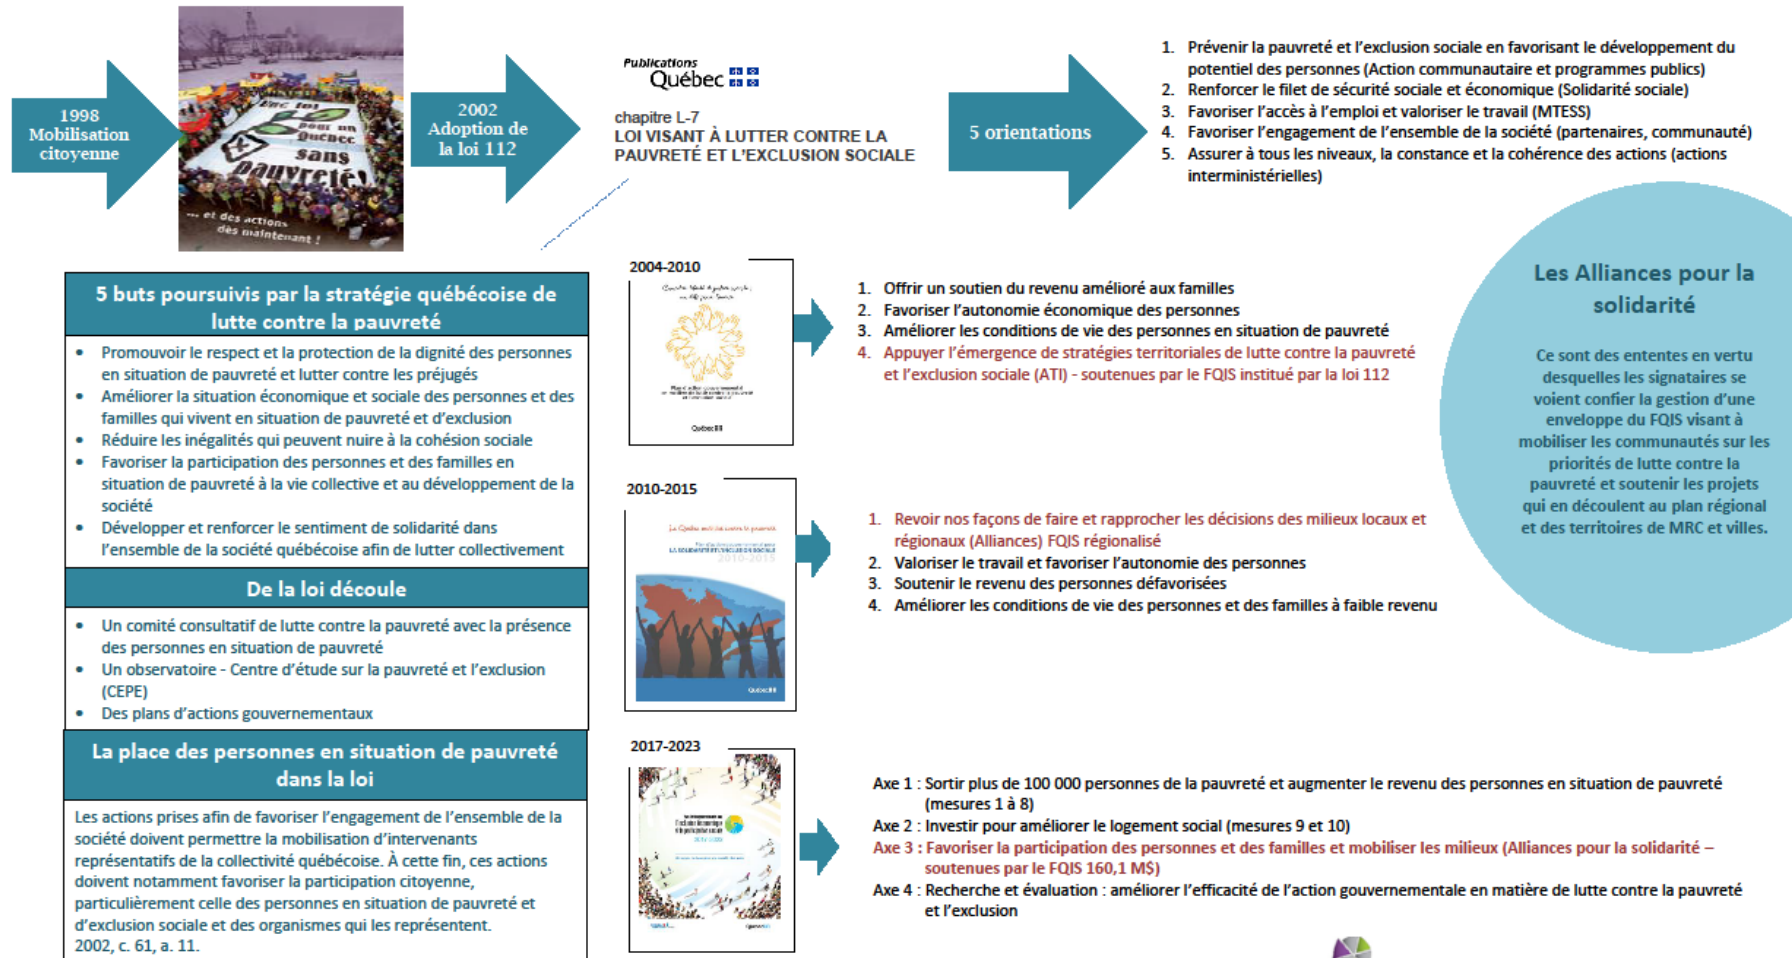 1998
Mobilisation
citoyenne
Une loi
pour un
Québec
sans
pauvreté!
... et des actions
dès maintenant !
2002
Adoption de
la loi 112
Publications
Québec
chapitre L-7
LOI VISANT À LUTTER CONTRE LA
PAUVRETÉ ET L'EXCLUSION SOCIALE
5 orientations
1. Prévenir la pauvreté et l'exclusion sociale en favorisant le développement du
potentiel des personnes (Action communautaire et programmes publics)
2. Renforcer le filet de sécurité sociale et économique (Solidarité sociale)
3. Favoriser l'accès à l'emploi et valoriser le travail (MTESS)
4. Favoriser l'engagement de l'ensemble de la société (partenaires, communauté)
5. Assurer à tous les niveaux, la constance et la cohérence des actions (actions
interministérielles)
5 buts poursuivis par la stratégie québécoise de
lutte contre la pauvreté
• Promouvoir le respect et la protection de la dignité des personnes
en situation de pauvreté et lutter contre les préjugés
• Améliorer la situation économique et sociale des personnes et des
familles qui vivent en situation de pauvreté et d'exclusion
• Réduire les inégalités qui peuvent nuire à la cohésion sociale
• Favoriser la participation des personnes et des familles en
situation de pauvreté à la vie collective et au développement de la
société
• Développer et renforcer le sentiment de solidarité dans
l'ensemble de la société québécoise afin de lutter collectivement
De la loi découle
• Un comité consultatif de lutte contre la pauvreté avec la présence
des personnes en situation de pauvreté
• Un observatoire - Centre d'étude sur la pauvreté et l'exclusion
(CEPE)
• Des plans d'actions gouvernementaux
La place des personnes en situation de pauvreté
dans la loi
Les actions prises afin de favoriser l'engagement de l'ensemble de la
société doivent permettre la mobilisation d'intervenants
représentatifs de la collectivité québécoise. À cette fin, ces actions
doivent notamment favoriser la participation citoyenne,
particulièrement celle des personnes en situation de pauvreté et
d'exclusion sociale et des organismes qui les représentent.
2002, c. 61, a. 11.
2004-2010
Québec
1. Offrir un soutien du revenu amélioré aux familles
2. Favoriser l'autonomie économique des personnes
3. Améliorer les conditions de vie des personnes en situation de pauvreté
4. Appuyer l'émergence de stratégies territoriales de lutte contre la pauvreté
et l'exclusion sociale (ATI) - soutenues par le FQIS institué par la loi 112
2010-2015
LA SOLIDARITÉ ET L'INCLUSION SOCIALE
2010-2015
Québec
1. Revoir nos façons de faire et rapprocher les décisions des milieux locaux et
régionaux (Alliances) FQIS régionalisé
2. Valoriser le travail et favoriser l'autonomie des personnes
3. Soutenir le revenu des personnes défavorisées
4. Améliorer les conditions de vie des personnes et des familles à faible revenu
2017-2023
Axe 1 : Sortir plus de 100 000 personnes de la pauvreté et augmenter le revenu des personnes en situation de pauvreté
(mesures 1 à 8)
Axe 2 : Investir pour améliorer le logement social (mesures 9 et 10)
Axe 3 : Favoriser la participation des personnes et des familles et mobiliser les milieux (Alliances pour la solidarité –
soutenues par le FQIS 160,1 M$)
Axe 4 : Recherche et évaluation : améliorer l'efficacité de l'action gouvernementale en matière de lutte contre la pauvreté
et l'exclusion
Les Alliances pour la
solidarité
Ce sont des ententes en vertu
desquelles les signataires se
voient confier la gestion d'une
enveloppe du FQIS visant à
mobiliser les communautés sur les
priorités de lutte contre la
pauvreté et soutenir les projets
qui en découlent au plan régional
et des territoires de MRC et villes.